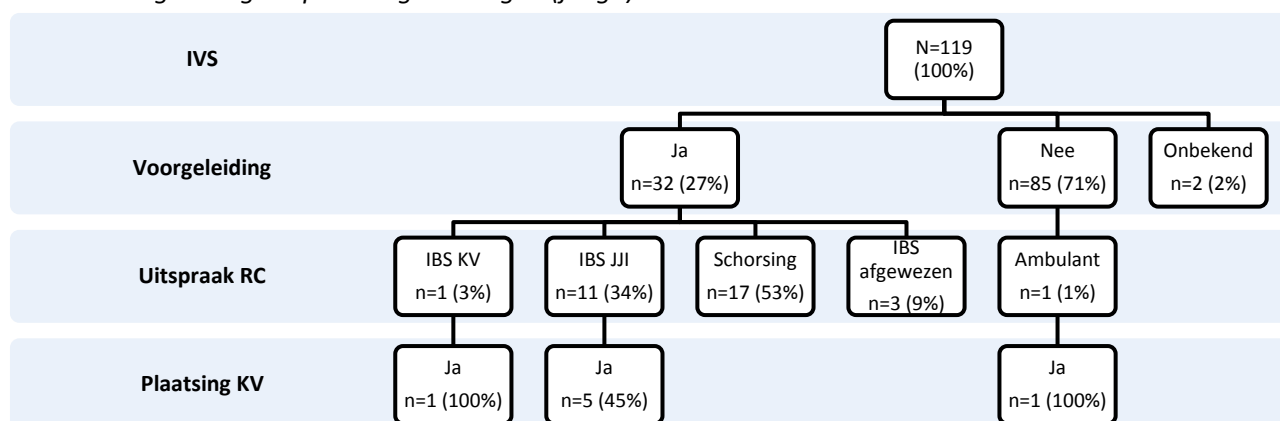 IVS
N=119
(100%)
Voorgeleiding
Ja
n=32 (27%)
Nee
n=85 (71%)
Onbekend
n=2 (2%)
Uitspraak RC
IBS KV
n=1 (3%)
IBS JJI
n=11 (34%)
Schorsing
n=17 (53%)
IBS
afgewezen
n=3 (9%)
Ambulant
n=1 (1%)
Plaatsing KV
Ja
n=1 (100%)
Ja
n=5 (45%)
Ja
n=1 (100%)